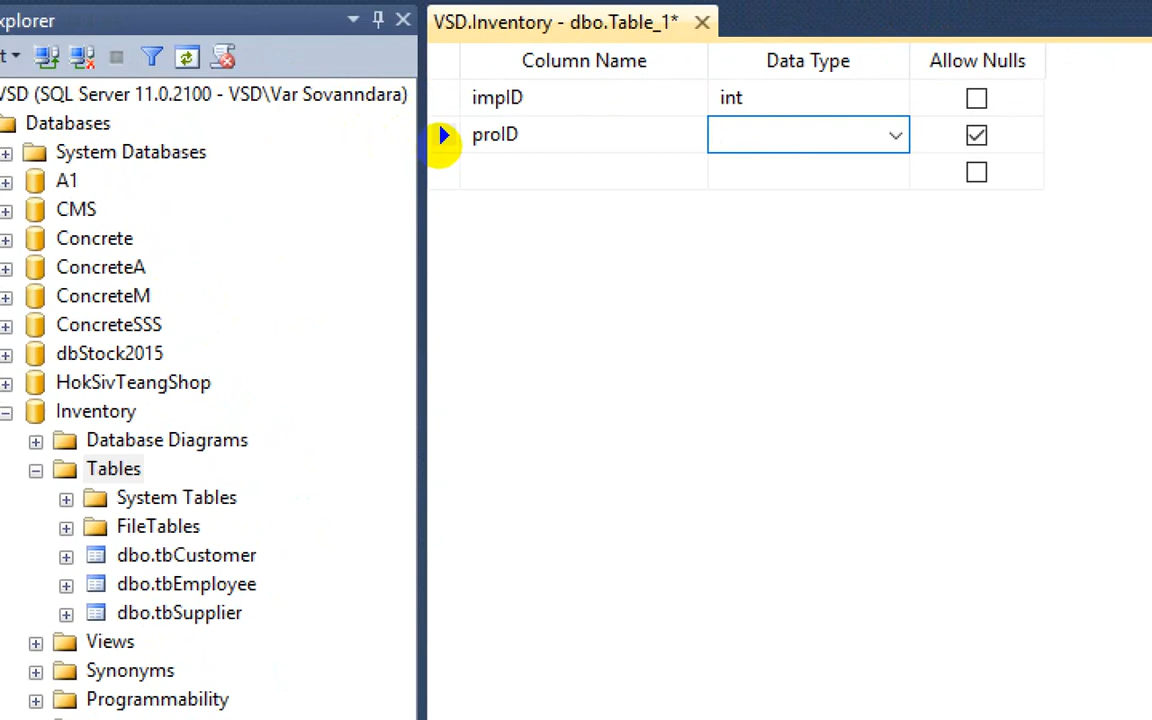 xplorer
t
VSD (SQL Server 11.0.2100 - VSD\Var Sovanndara)
Databases
System Databases
A1
CMS
Concrete
ConcreteA
ConcreteM
ConcreteSSS
dbStock2015
HokSivTeangShop
Inventory
Database Diagrams
Tables
System Tables
FileTables
dbo.tbCustomer
dbo.tbEmployee
dbo.tbSupplier
Views
Synonyms
Programmability
VSD.Inventory - dbo.Table_1*
Column Name Data Type Allow Nulls
impID int
proID